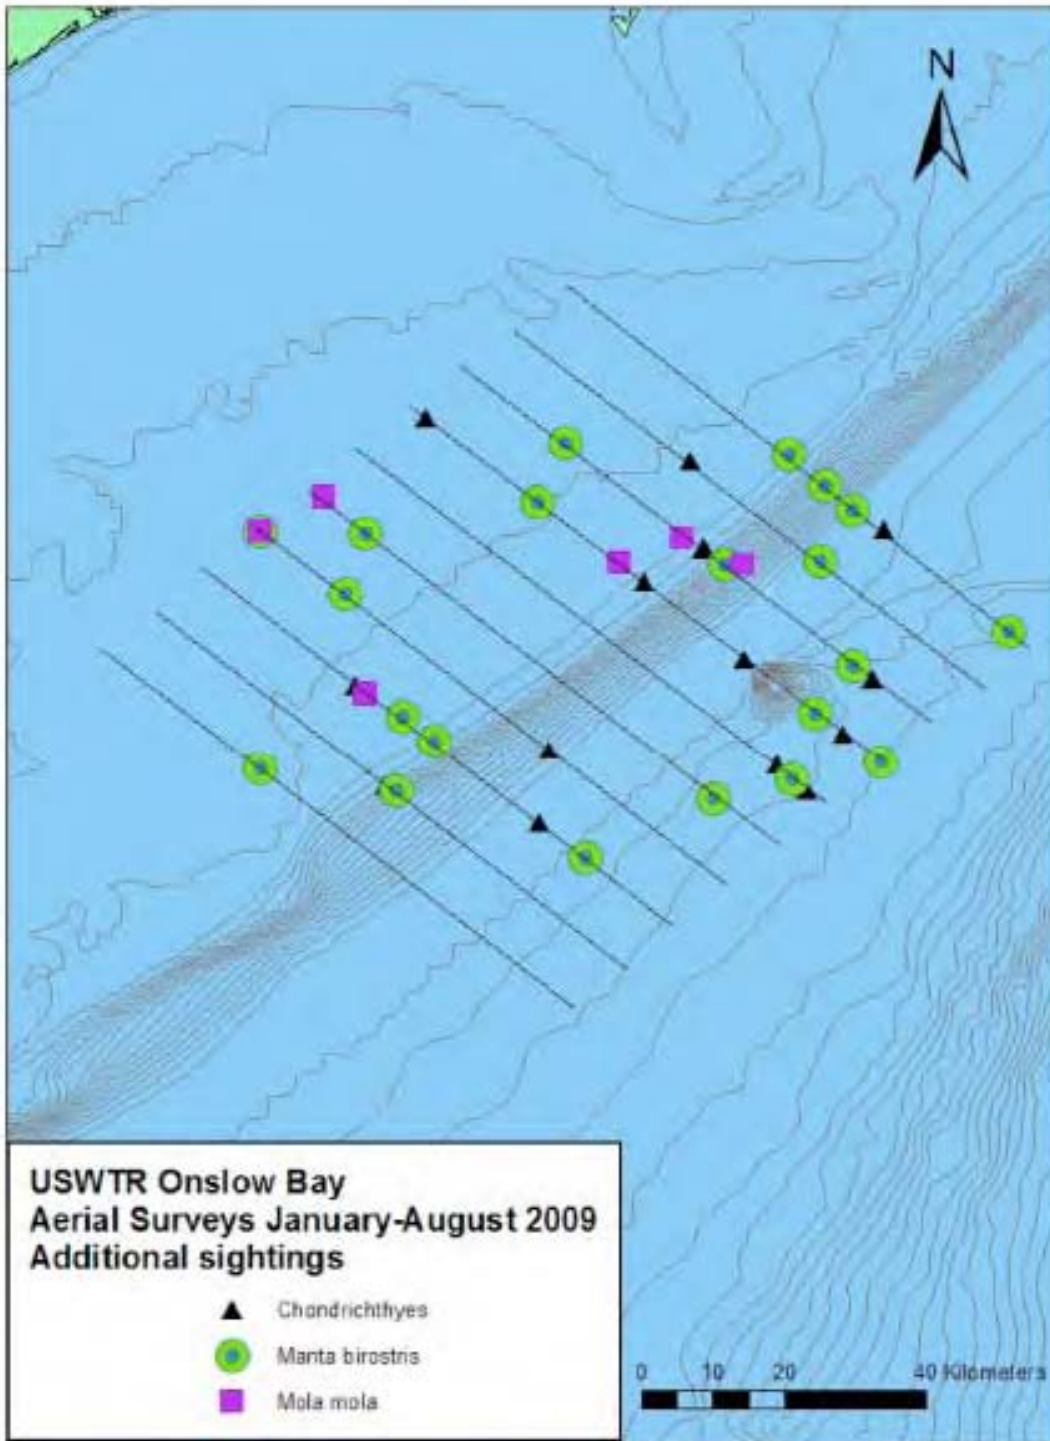 N
USWTR Onslow Bay
Aerial Surveys January-August 2009
Additional sightings
Chondrichthyes
Manta birostris
Mola mola
0 10 20 40 Kilometers